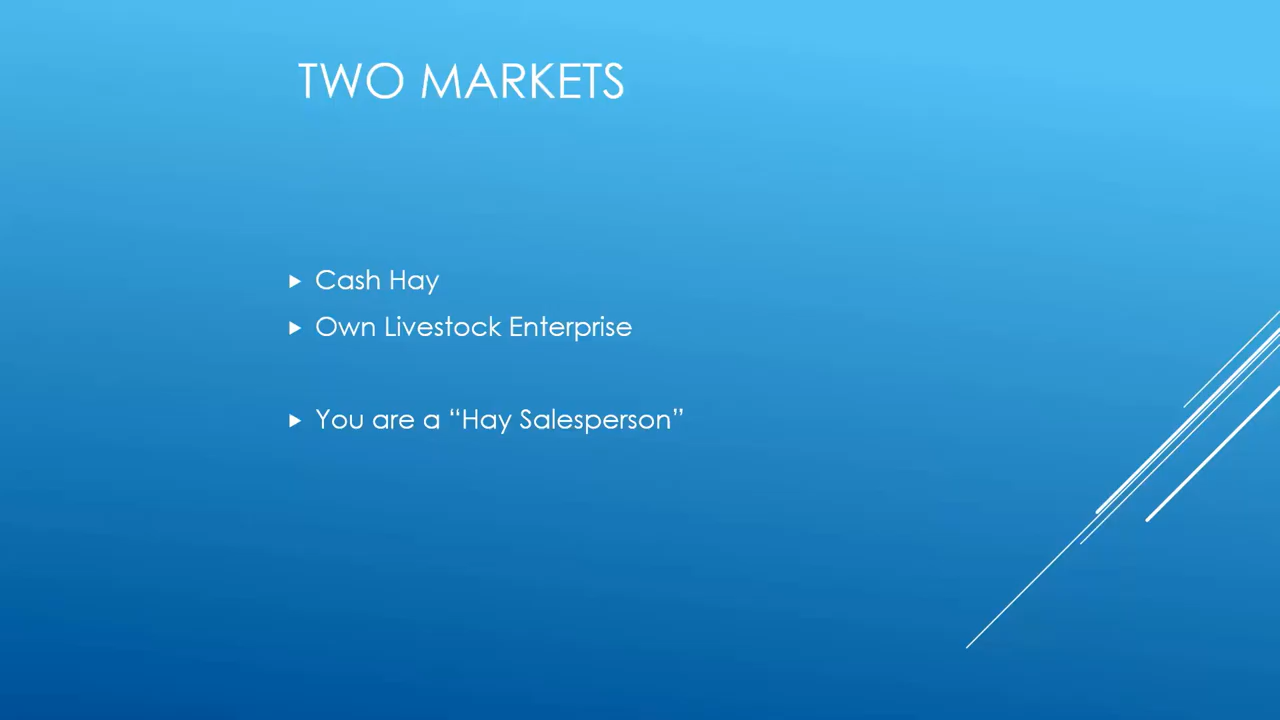 TWO MARKETS
Cash Hay
Own Livestock Enterprise
You are a “Hay Salesperson”